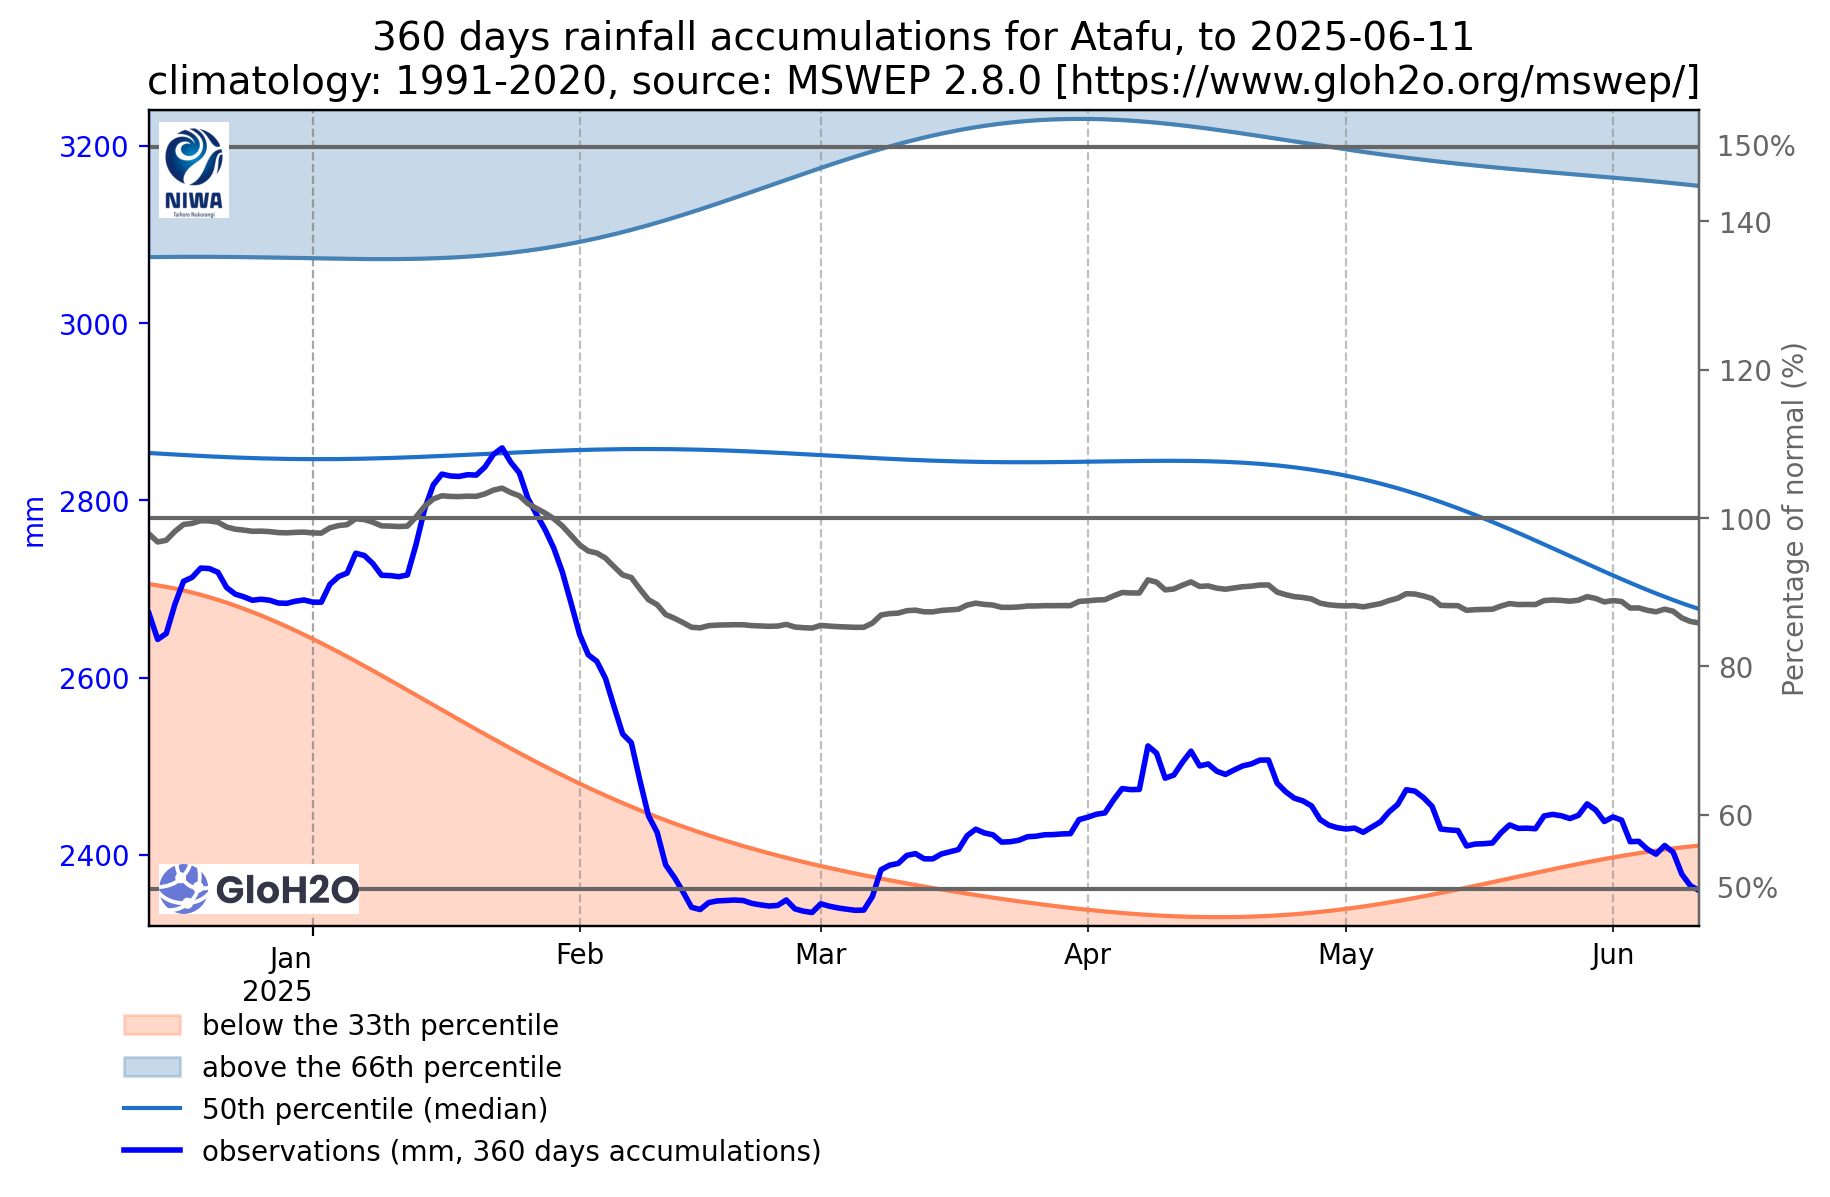 360 days rainfall accumulations for Atafu, to 2025-06-11
climatology: 1991-2020, source: MSWEP 2.8.0 [https://www.gloh2o.org/mswep/]
3200
3000
2800
2600
2400
mm
NIWA
Taihoro Nukurangi
GloH2O
150%
140
120
100
80
60
50%
Percentage of normal (%)
Jan
2025
Feb
Mar
Apr
May
Jun
below the 33th percentile
above the 66th percentile
50th percentile (median)
observations (mm, 360 days accumulations)